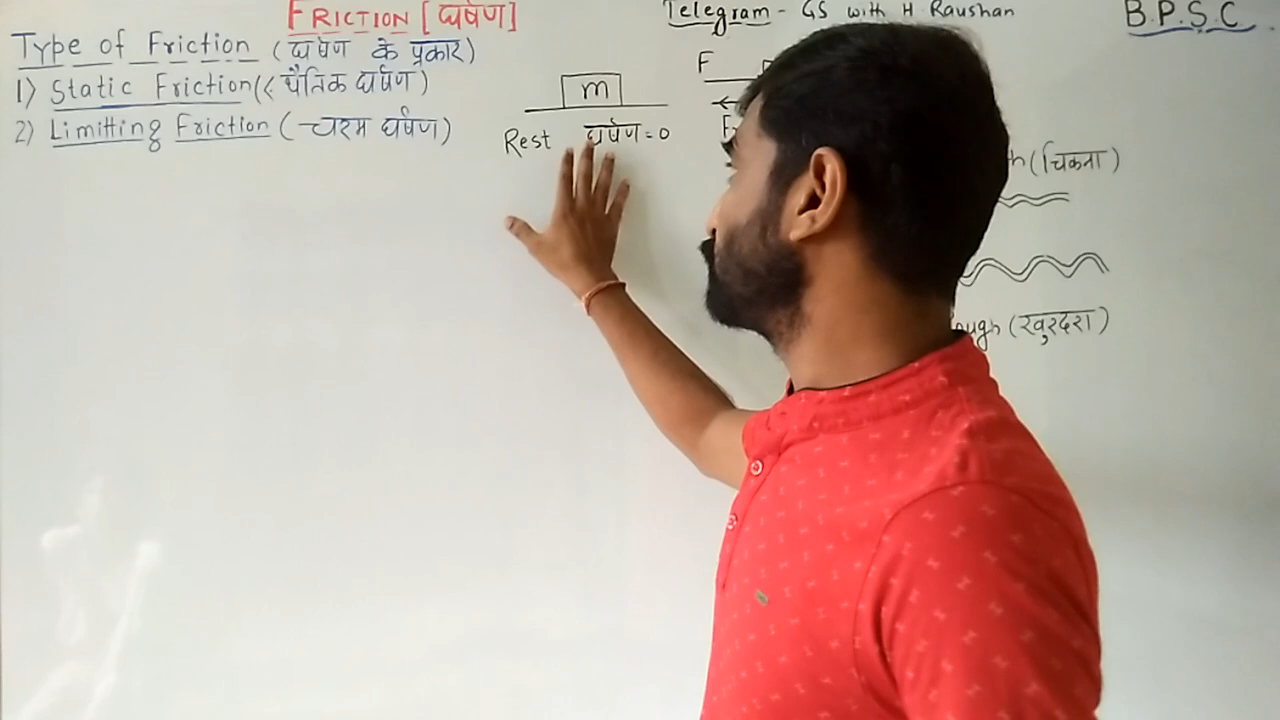 FRICTION [घर्षण]
Telegram - GS with H Raushan
B.P.S.C.
Type of Friction (घर्षण के प्रकार)
1) Static Friction (स्थैतिक घर्षण)
2) Limitting Friction (चरम घर्षण)
m
Rest घर्षण = 0
F
(चिकना)
(खुरदरा)